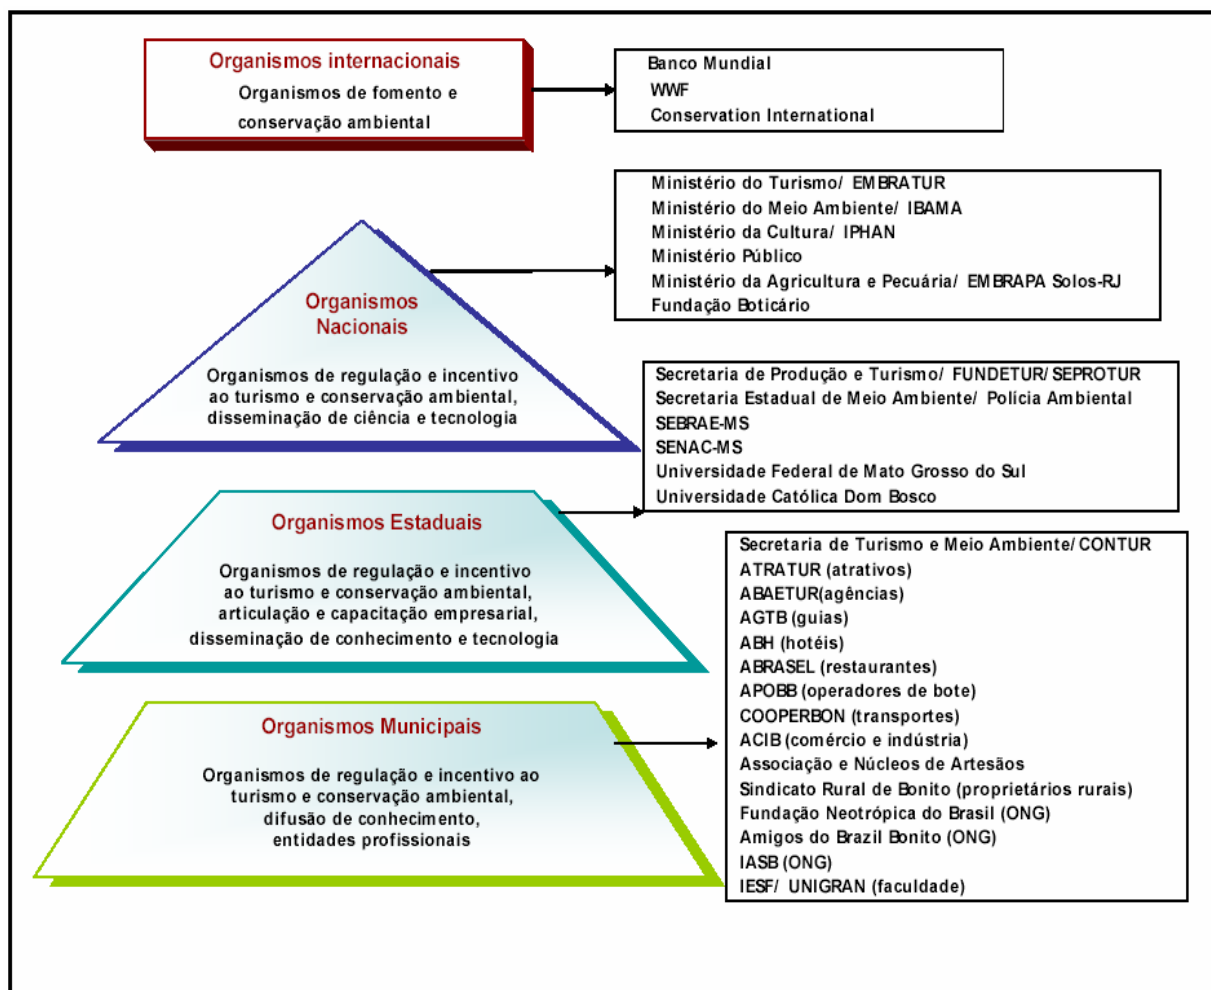 Organismos internacionais
Organismos de fomento e
conservação ambiental
Banco Mundial
WWF
Conservation International
Organismos
Nacionais
Organismos de regulação e incentivo
ao turismo e conservação ambiental,
disseminação de ciência e tecnologia
Ministério do Turismo/ EMBRATUR
Ministério do Meio Ambiente/ IBAMA
Ministério da Cultura/ IPHAN
Ministério Público
Ministério da Agricultura e Pecuária/ EMBRAPA Solos-RJ
Fundação Boticário
Organismos Estaduais
Organismos de regulação e incentivo
ao turismo e conservação ambiental,
articulação e capacitação empresarial,
disseminação de conhecimento e tecnologia
Secretaria de Produção e Turismo/ FUNDETUR/ SEPROTUR
Secretaria Estadual de Meio Ambiente/ Polícia Ambiental
SEBRAE-MS
SENAC-MS
Universidade Federal de Mato Grosso do Sul
Universidade Católica Dom Bosco
Organismos Municipais
Organismos de regulação e incentivo ao
turismo e conservação ambiental,
difusão de conhecimento,
entidades profissionais
Secretaria de Turismo e Meio Ambiente/ CONTUR
ATRATUR (atrativos)
ABAETUR(agências)
AGTB (guias)
ABH (hotéis)
ABRASEL (restaurantes)
APOBB (operadores de bote)
COOPERBON (transportes)
ACIB (comércio e indústria)
Associação e Núcleos de Artesãos
Sindicato Rural de Bonito (proprietários rurais)
Fundação Neotrópica do Brasil (ONG)
Amigos do Brazil Bonito (ONG)
IASB (ONG)
IESF/ UNIGRAN (faculdade)